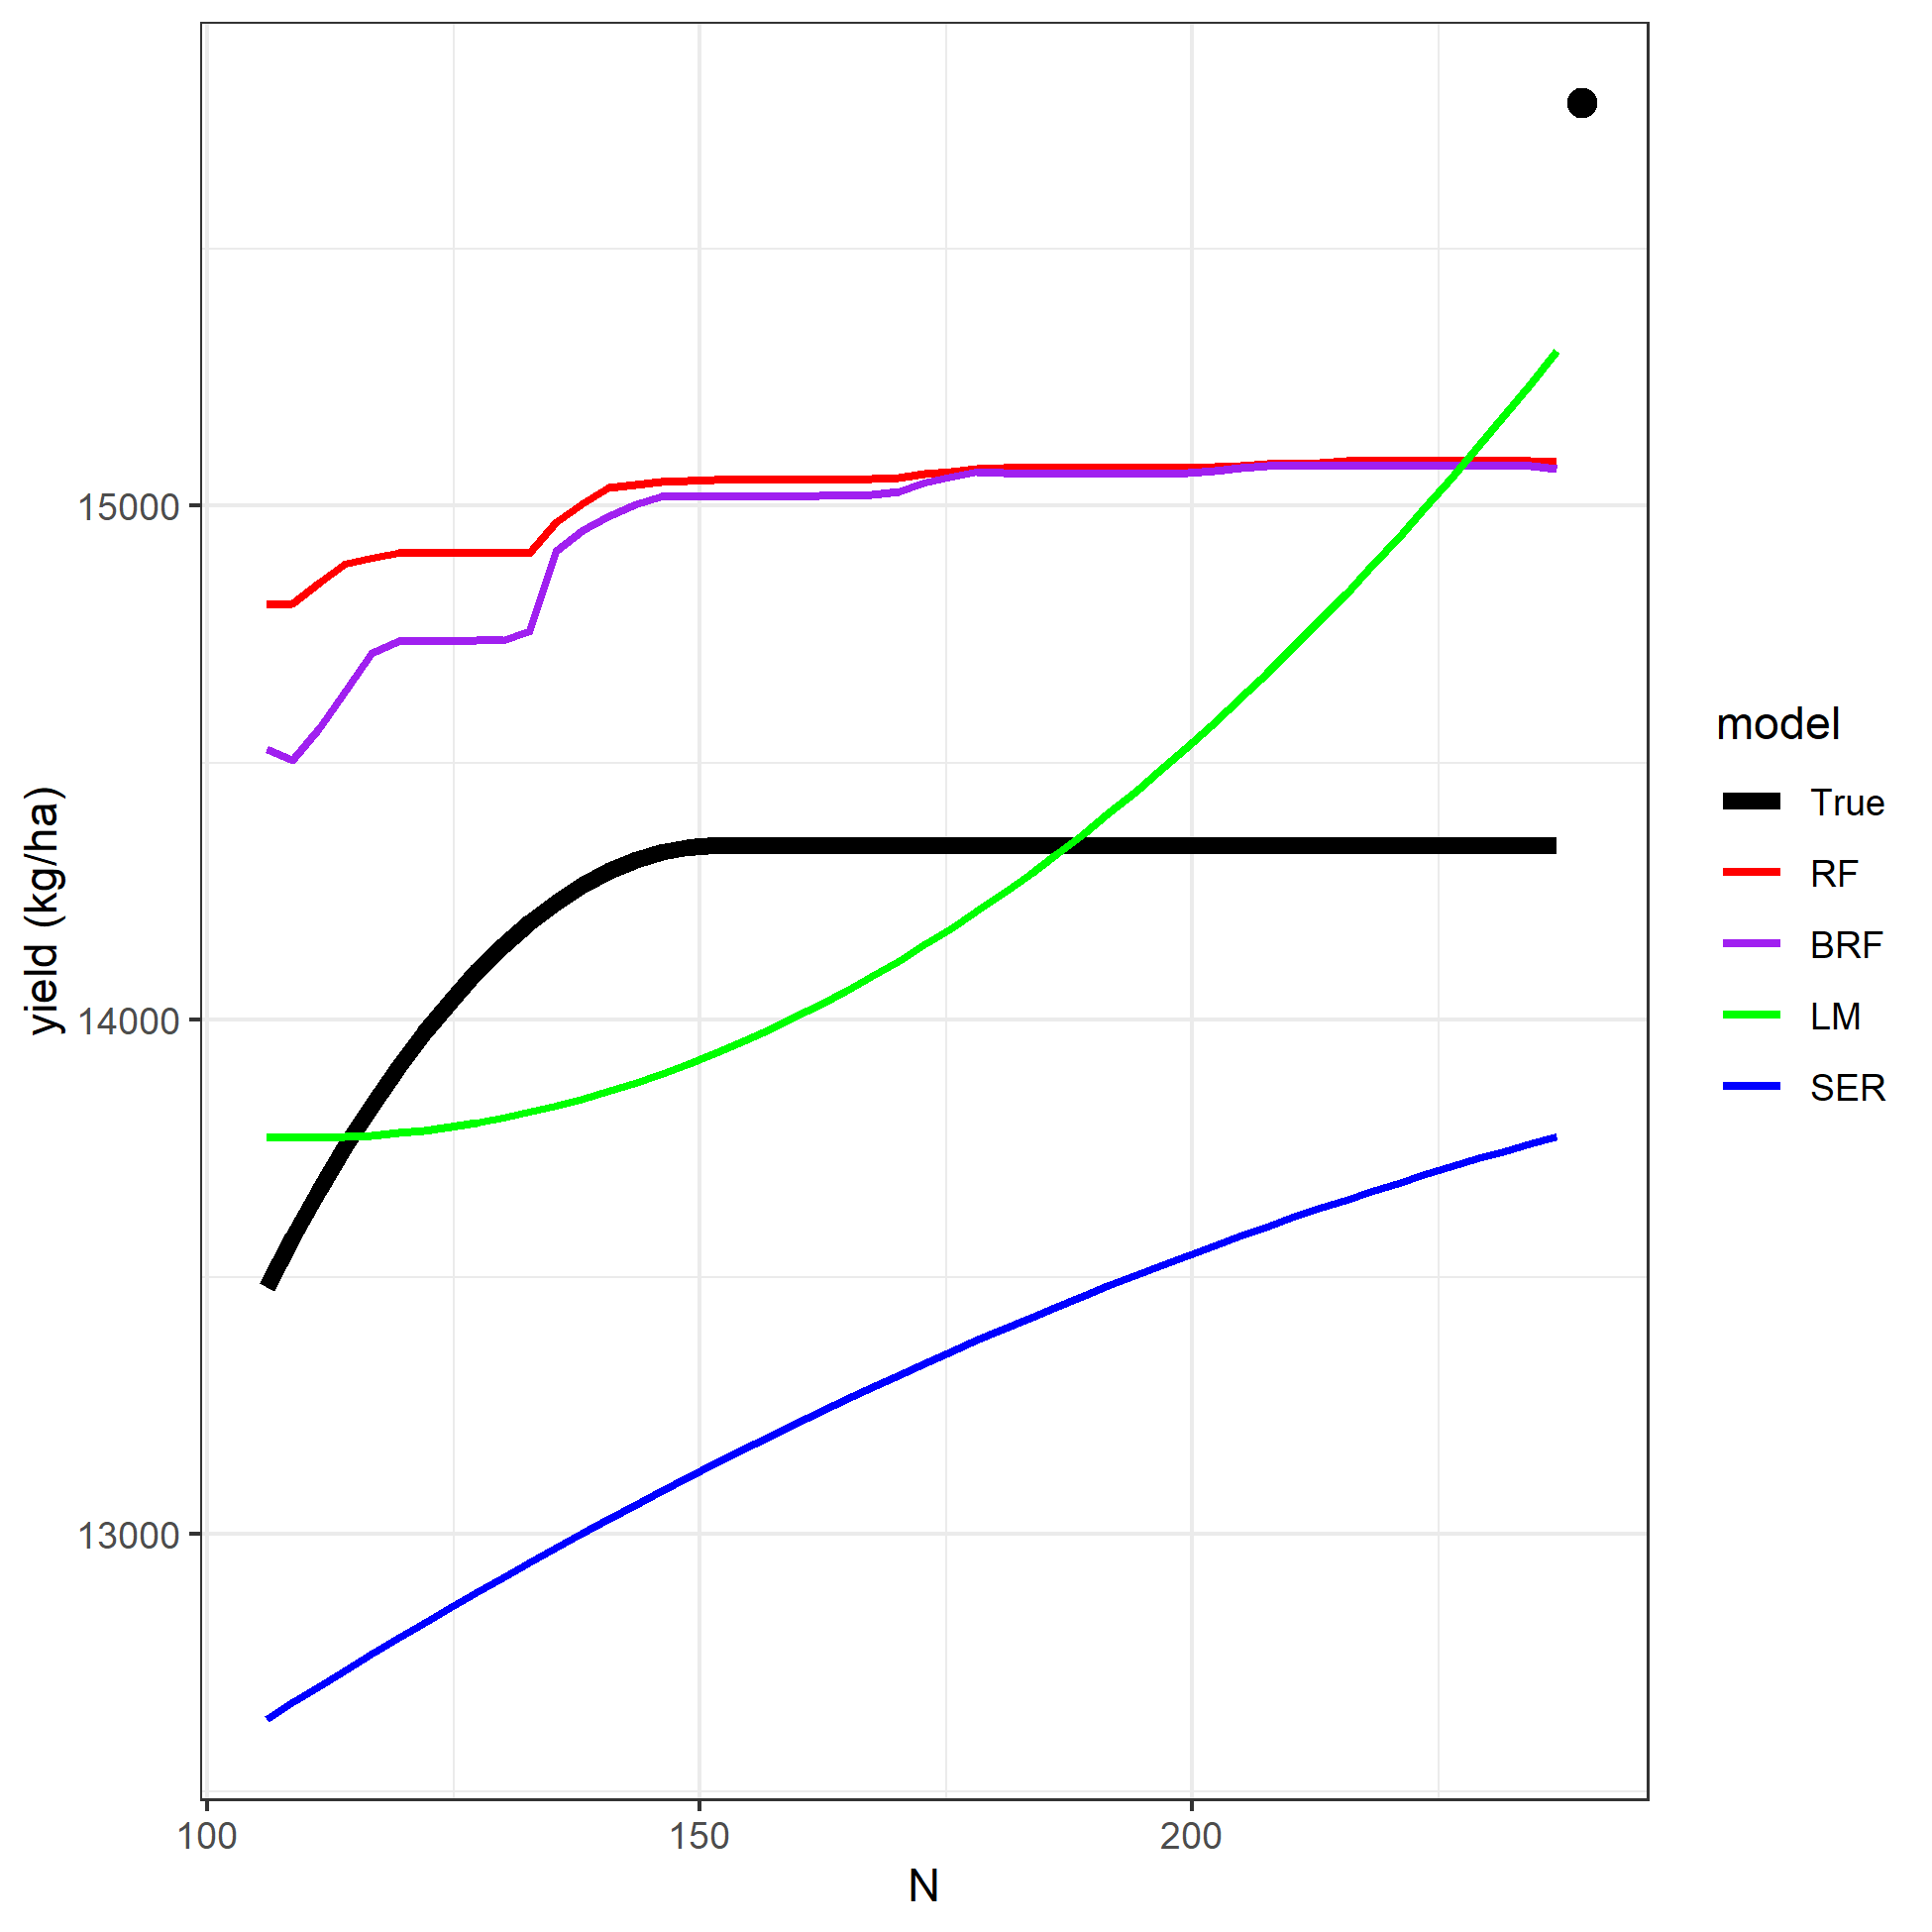 15000
14000
13000
yield (kg/ha)
100
150
200
N
model
True
RF
BRF
LM
SER